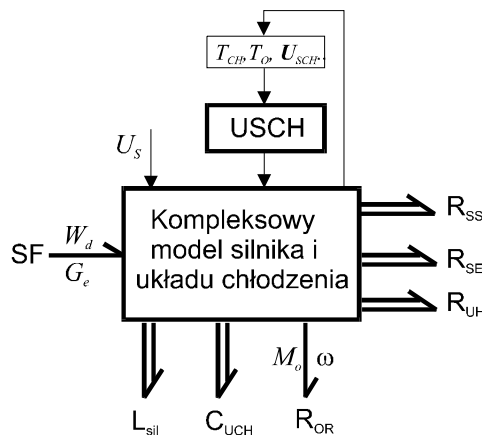 T_CH, T_O, U_SCH..
USCH
U_S
Kompleksowy
model silnika i
układu chłodzenia
SF
W_d
G_e
R_SS
R_SE
R_UH
M_o ω
L_sil
C_UCH
R_OR